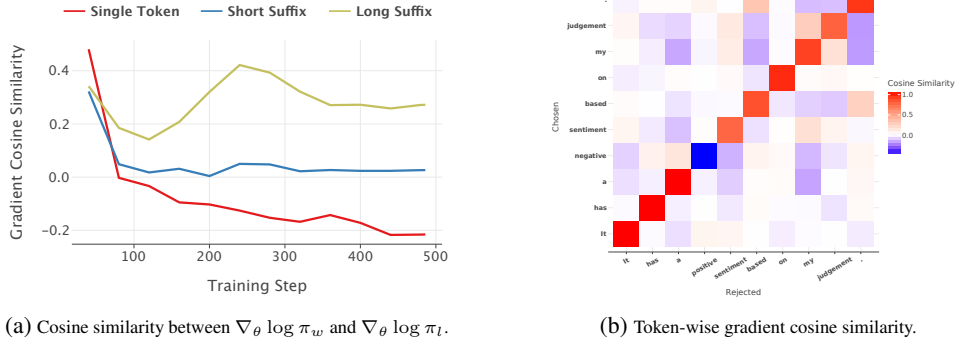 Single Token Short Suffix Long Suffix
Gradient Cosine Similarity
0.4
0.2
0.0
−0.2
100 200 300 400 500
Training Step
(a) Cosine similarity between ∇θ log πw and ∇θ log πl.
Chosen
.
judgement
my
on
based
sentiment
negative
a
has
It
It has a positive sentiment based on my judgement .
Rejected
Cosine Similarity
1.0
0.5
0.0
(b) Token-wise gradient cosine similarity.